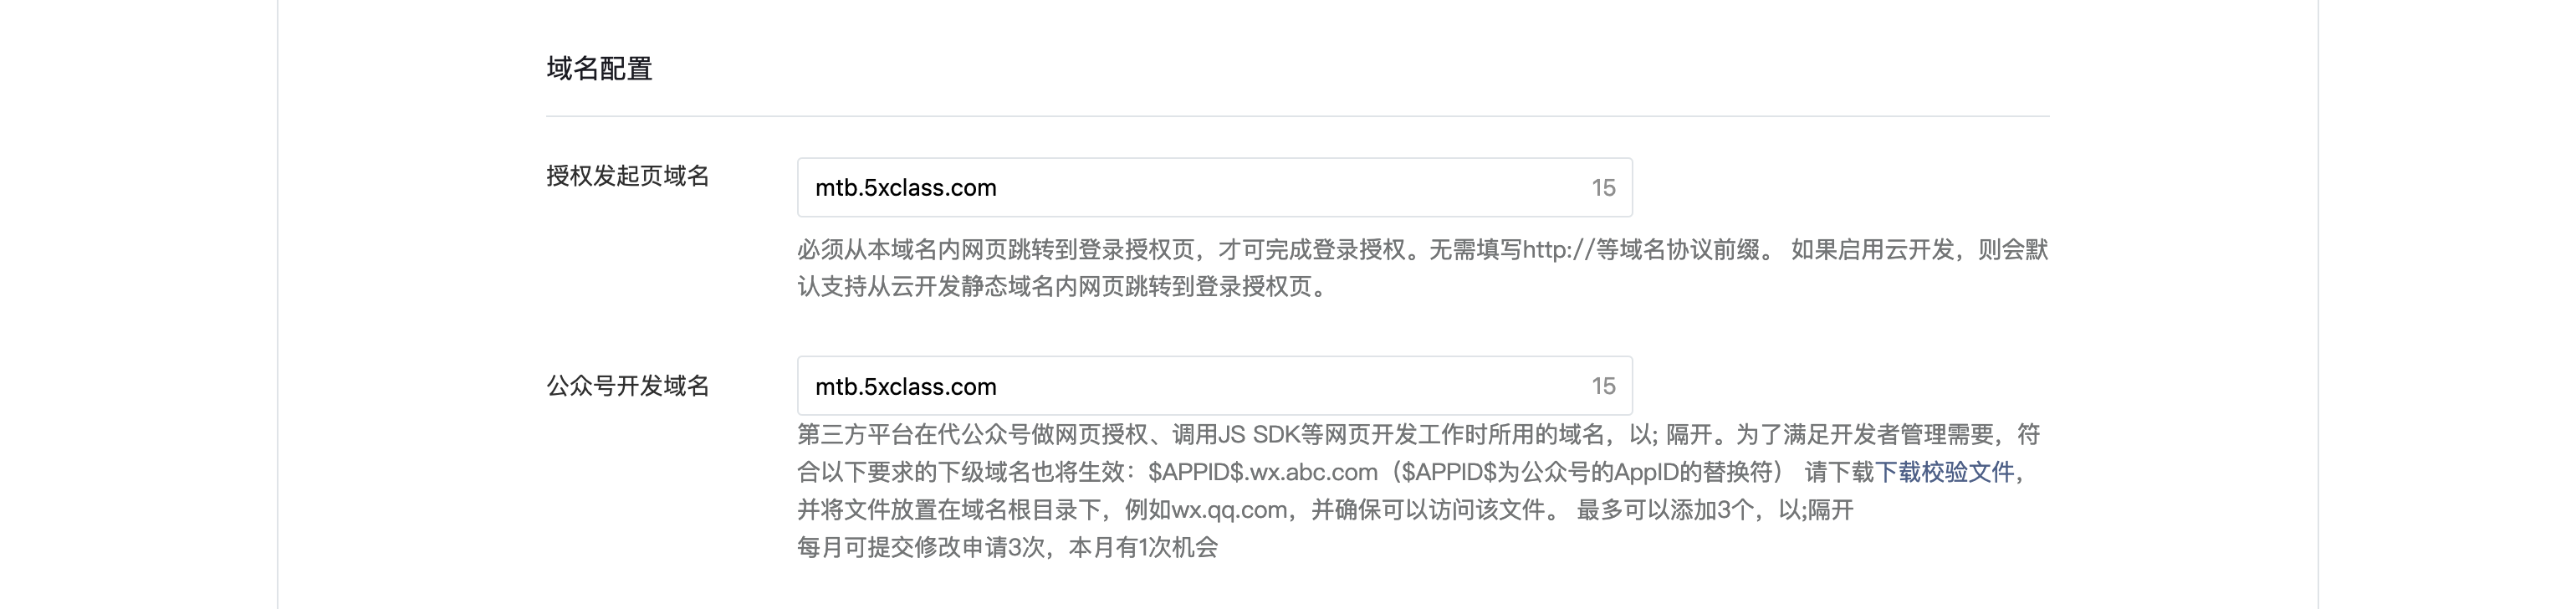 域名配置
授权发起页域名
mtb.5xclass.com
15
必须从本域名内网页跳转到登录授权页，才可完成登录授权。无需填写http://等域名协议前缀。 如果启用云开发，则会默
认支持从云开发静态域名内网页跳转到登录授权页。
公众号开发域名
mtb.5xclass.com
15
第三方平台在代公众号做网页授权、调用JS SDK等网页开发工作时所用的域名，以; 隔开。为了满足开发者管理需要，符
合以下要求的下级域名也将生效：$APPID$.wx.abc.com（$APPID$为公众号的AppID的替换符） 请下载下载校验文件，
并将文件放置在域名根目录下，例如wx.qq.com，并确保可以访问该文件。 最多可以添加3个，以;隔开
每月可提交修改申请3次，本月有1次机会